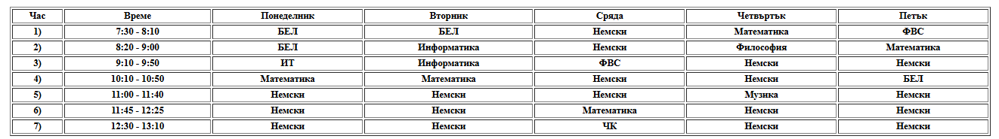 Час Време Понеделник Вторник Сряда Четвъртък Петък
1) 7:30 - 8:10 БЕЛ БЕЛ Немски Математика ФВС
2) 8:20 - 9:00 БЕЛ Информатика Немски Философия Математика
3) 9:10 - 9:50 ИТ Информатика ФВС Немски Немски
4) 10:10 - 10:50 Математика Математика Немски Немски БЕЛ
5) 11:00 - 11:40 Немски Немски Немски Музика Немски
6) 11:45 - 12:25 Немски Немски Математика Немски Немски
7) 12:30 - 13:10 Немски Немски ЧК Немски Немски